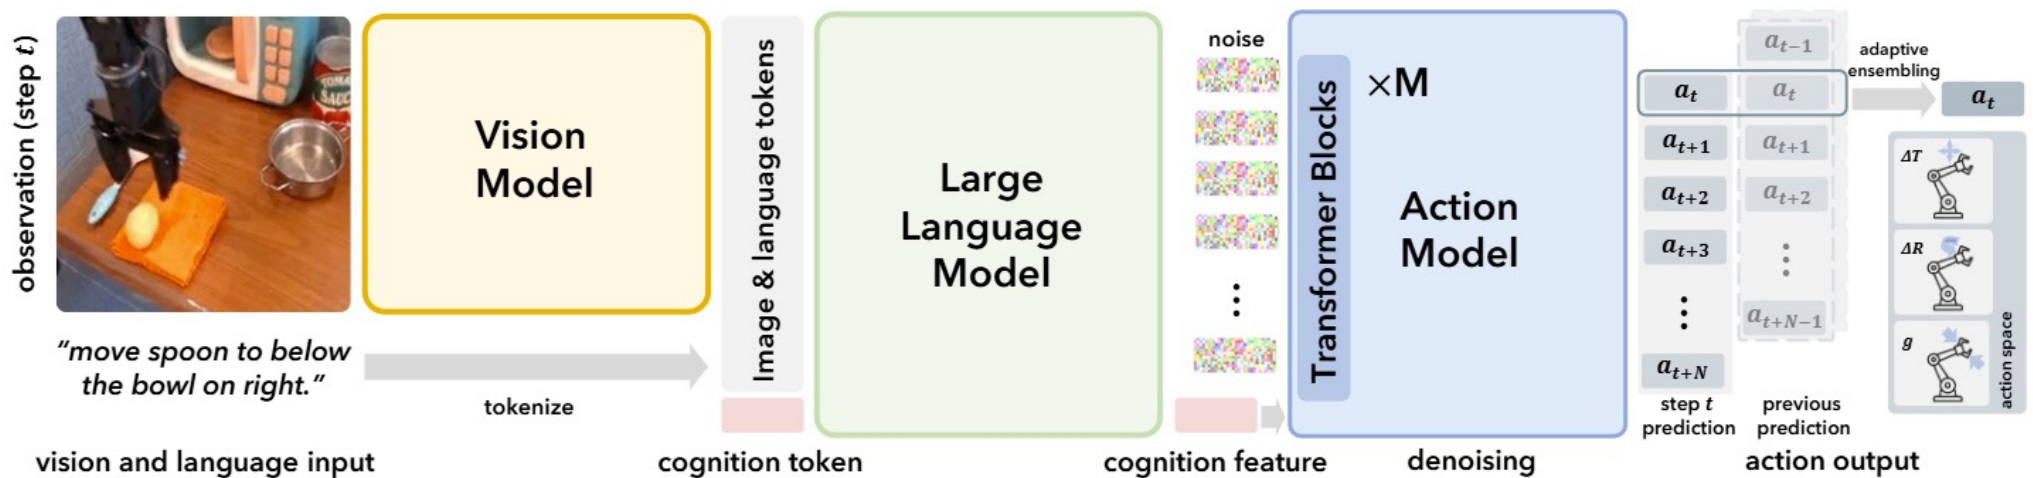 observation (step t)
TOMA
SAUC
"move spoon to below
the bowl on right."
vision and language input
Vision
Model
tokenize
Image & language tokens
cognition token
Large
Language
Model
noise
⋮
cognition feature
Transformer Blocks
×M
Action
Model
denoising
a_t
a_{t+1}
a_{t+2}
a_{t+3}
⋮
a_{t+N}
step t
prediction
a_{t-1}
a_t
a_{t+1}
a_{t+2}
⋮
a_{t+N-1}
previous
prediction
adaptive
ensembling
a_t
ΔT
ΔR
g
action space
action output